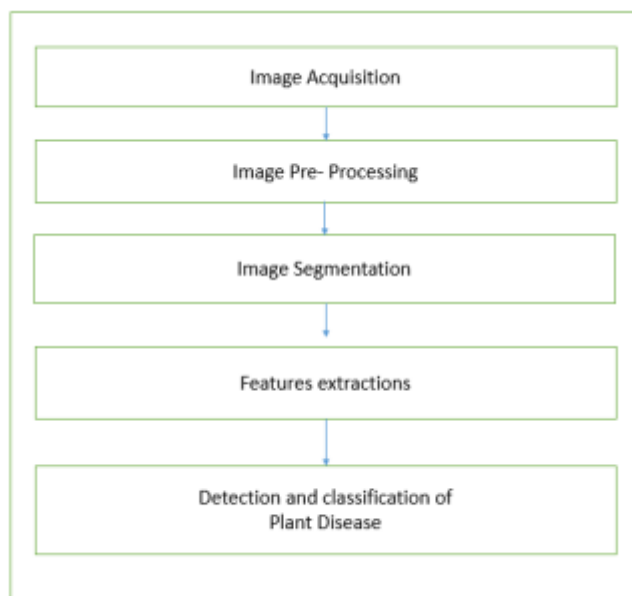 Image Acquisition
Image Pre- Processing
Image Segmentation
Features extractions
Detection and classification of
Plant Disease